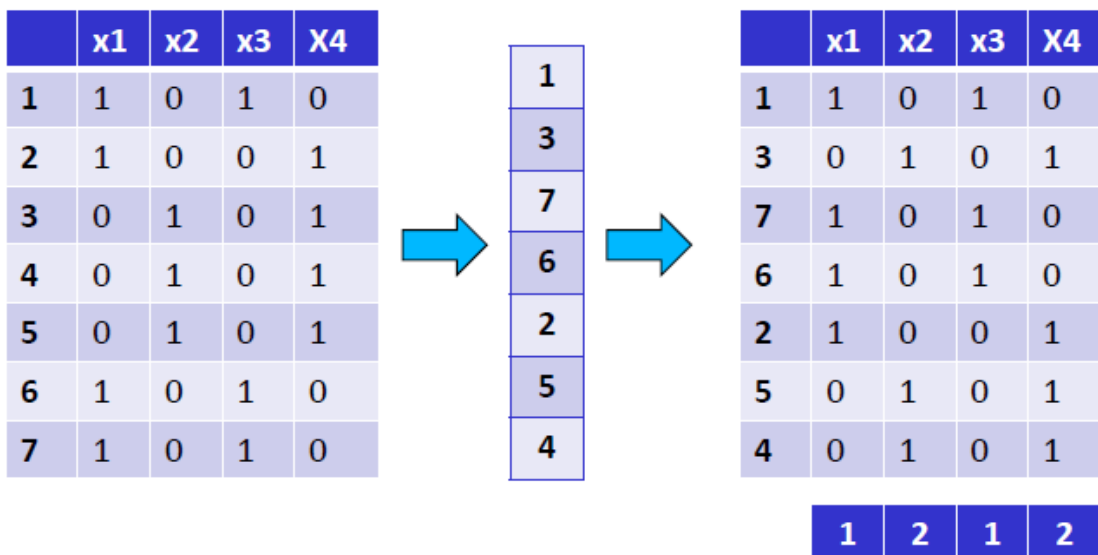 x1 x2 x3 X4
1 1 0 1 0
2 1 0 0 1
3 0 1 0 1
4 0 1 0 1
5 0 1 0 1
6 1 0 1 0
7 1 0 1 0
1
3
7
6
2
5
4
x1 x2 x3 X4
1 1 0 1 0
3 0 1 0 1
7 1 0 1 0
6 1 0 1 0
2 1 0 0 1
5 0 1 0 1
4 0 1 0 1
1 2 1 2